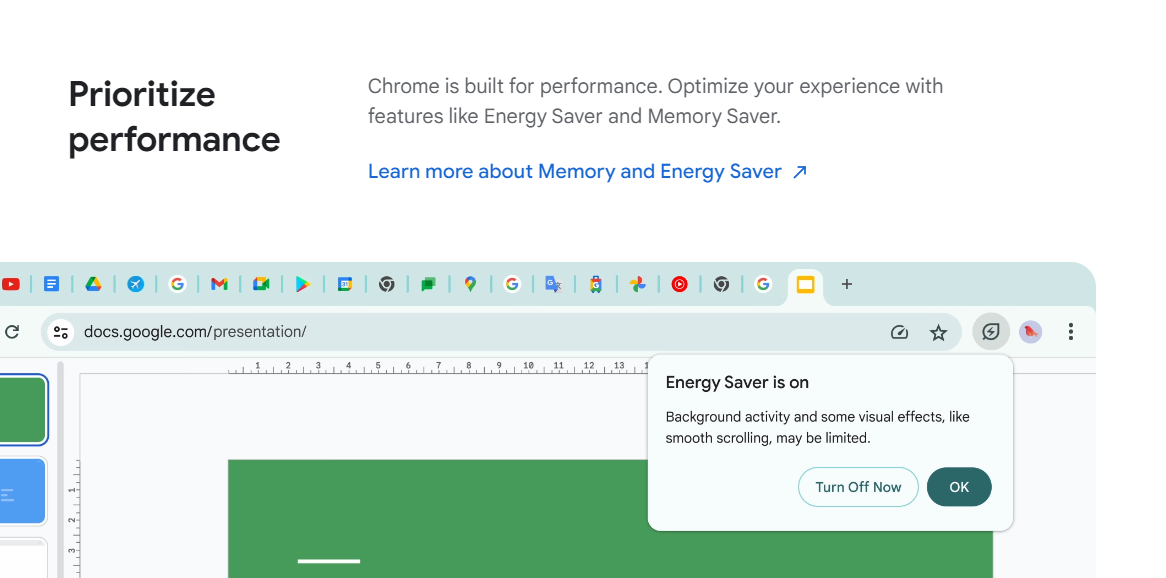 Prioritize
performance
Chrome is built for performance. Optimize your experience with
features like Energy Saver and Memory Saver.
Learn more about Memory and Energy Saver
docs.google.com/presentation/
1 2 3 4 5 6 7 8 9 10 11 12 13
Energy Saver is on
Background activity and some visual effects, like
smooth scrolling, may be limited.
Turn Off Now OK
1
2
3